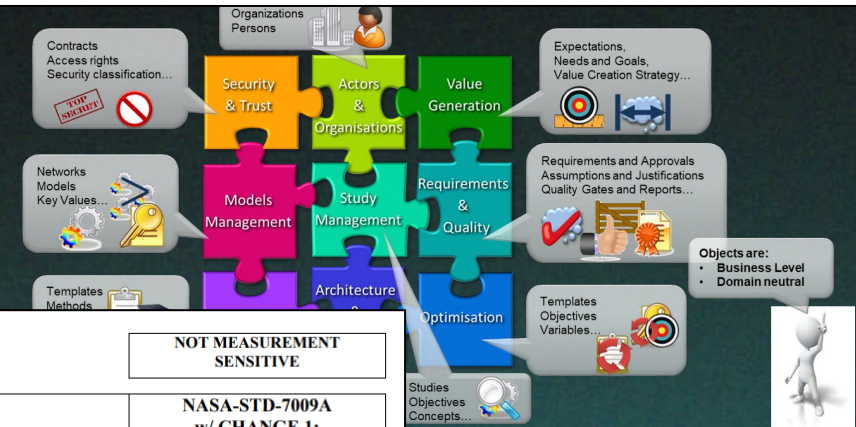 Organizations
Persons
Contracts
Access rights
Security classification…
TOP
SECRET
Security
& Trust
Actors
&
Organisations
Value
Generation
Expectations,
Needs and Goals,
Value Creation Strategy…
Networks
Models
Key Values…
Models
Management
Study
Management
Requirements
&
Quality
Requirements and Approvals
Assumptions and Justifications
Quality Gates and Reports…
Objects are:
• Business Level
• Domain neutral
Templates
Methods
Architecture
Optimisation
Templates
Objectives
Variables…
Studies
Objectives
Concepts…
NOT MEASUREMENT
SENSITIVE
NASA-STD-7009A
w/ CHANGE 1: